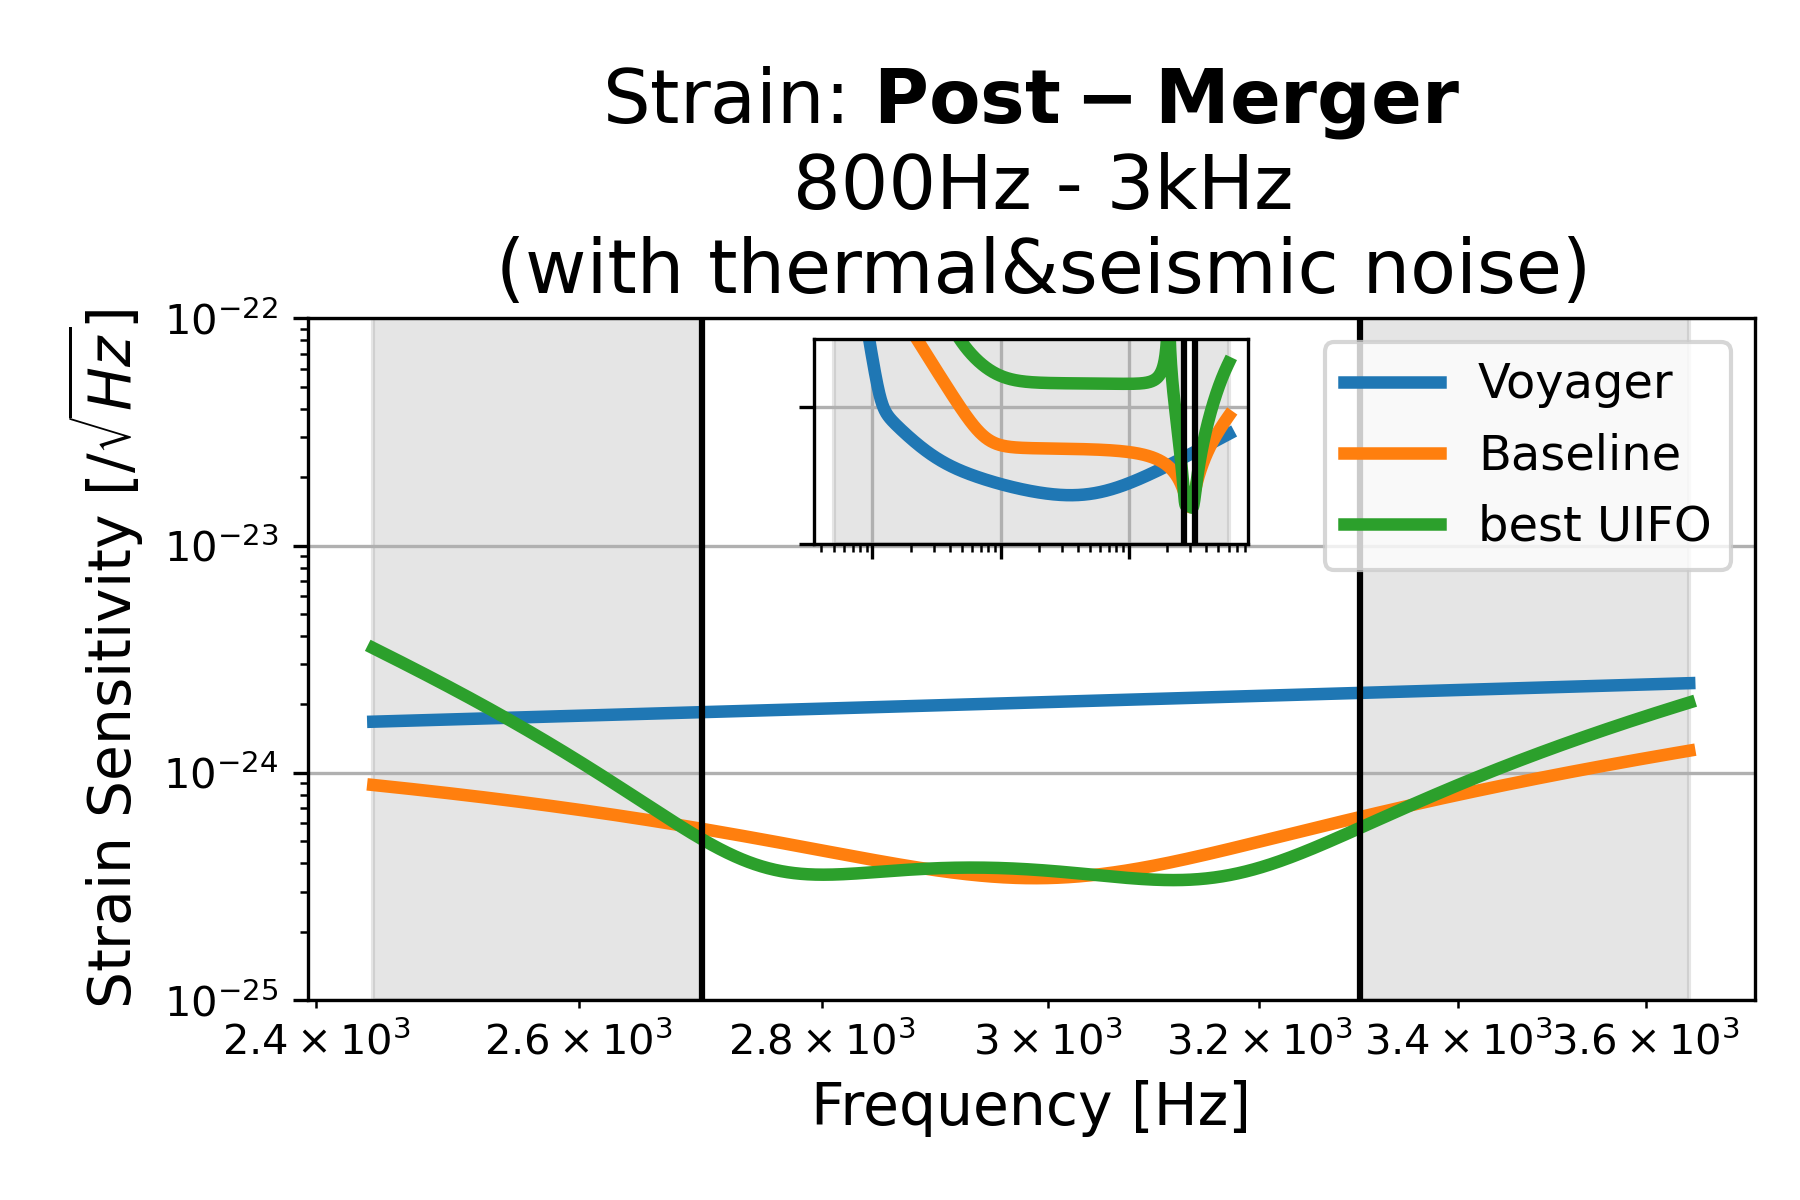 Strain: Post − Merger
800Hz - 3kHz
(with thermal&seismic noise)
Strain Sensitivity [/√Hz]
10⁻²²
10⁻²³
10⁻²⁴
10⁻²⁵
Voyager
Baseline
best UIFO
2.4 × 10³ 2.6 × 10³ 2.8 × 10³ 3 × 10³ 3.2 × 10³ 3.4 × 10³ 3.6 × 10³
Frequency [Hz]